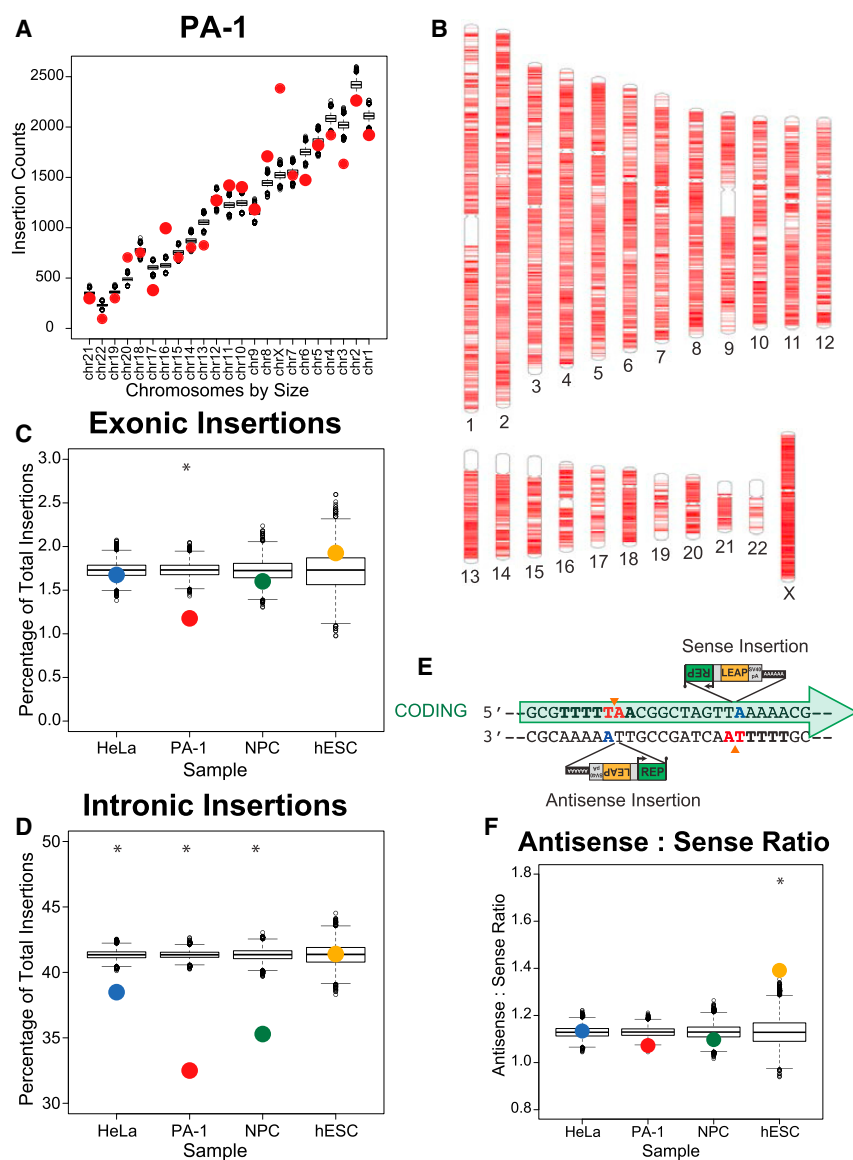 A
PA-1
Insertion Counts
2500
2000
1500
1000
500
0
chr21
chr22
chr19
chr20
chr18
chr17
chr16
chr15
chr14
chr13
chr12
chr11
chr10
chr9
chr8
chrX
chr7
chr6
chr5
chr4
chr3
chr2
chr1
Chromosomes by Size
B
1 2 3 4 5 6 7 8 9 10 11 12
13 14 15 16 17 18 19 20 21 22 X
C
Exonic Insertions
Percentage of Total Insertions
3.0
2.5
2.0
1.5
1.0
0.5
0.0
*
HeLa PA-1 NPC hESC
Sample
D
Intronic Insertions
Percentage of Total Insertions
50
45
40
35
30
* * *
HeLa PA-1 NPC hESC
Sample
E
Sense Insertion
REP LEAP SV40 pA AAAAAA
CODING
5′--GCGTTTTTAACGGCTAGTTAAAAACG--
3′--CGCAAAAATTGCCGATCAATTTTTGC--
AAAAAA SV40 pA LEAP REP
Antisense Insertion
F
Antisense : Sense Ratio
Antisense : Sense Ratio
1.8
1.6
1.4
1.2
1.0
0.8
*
HeLa PA-1 NPC hESC
Sample